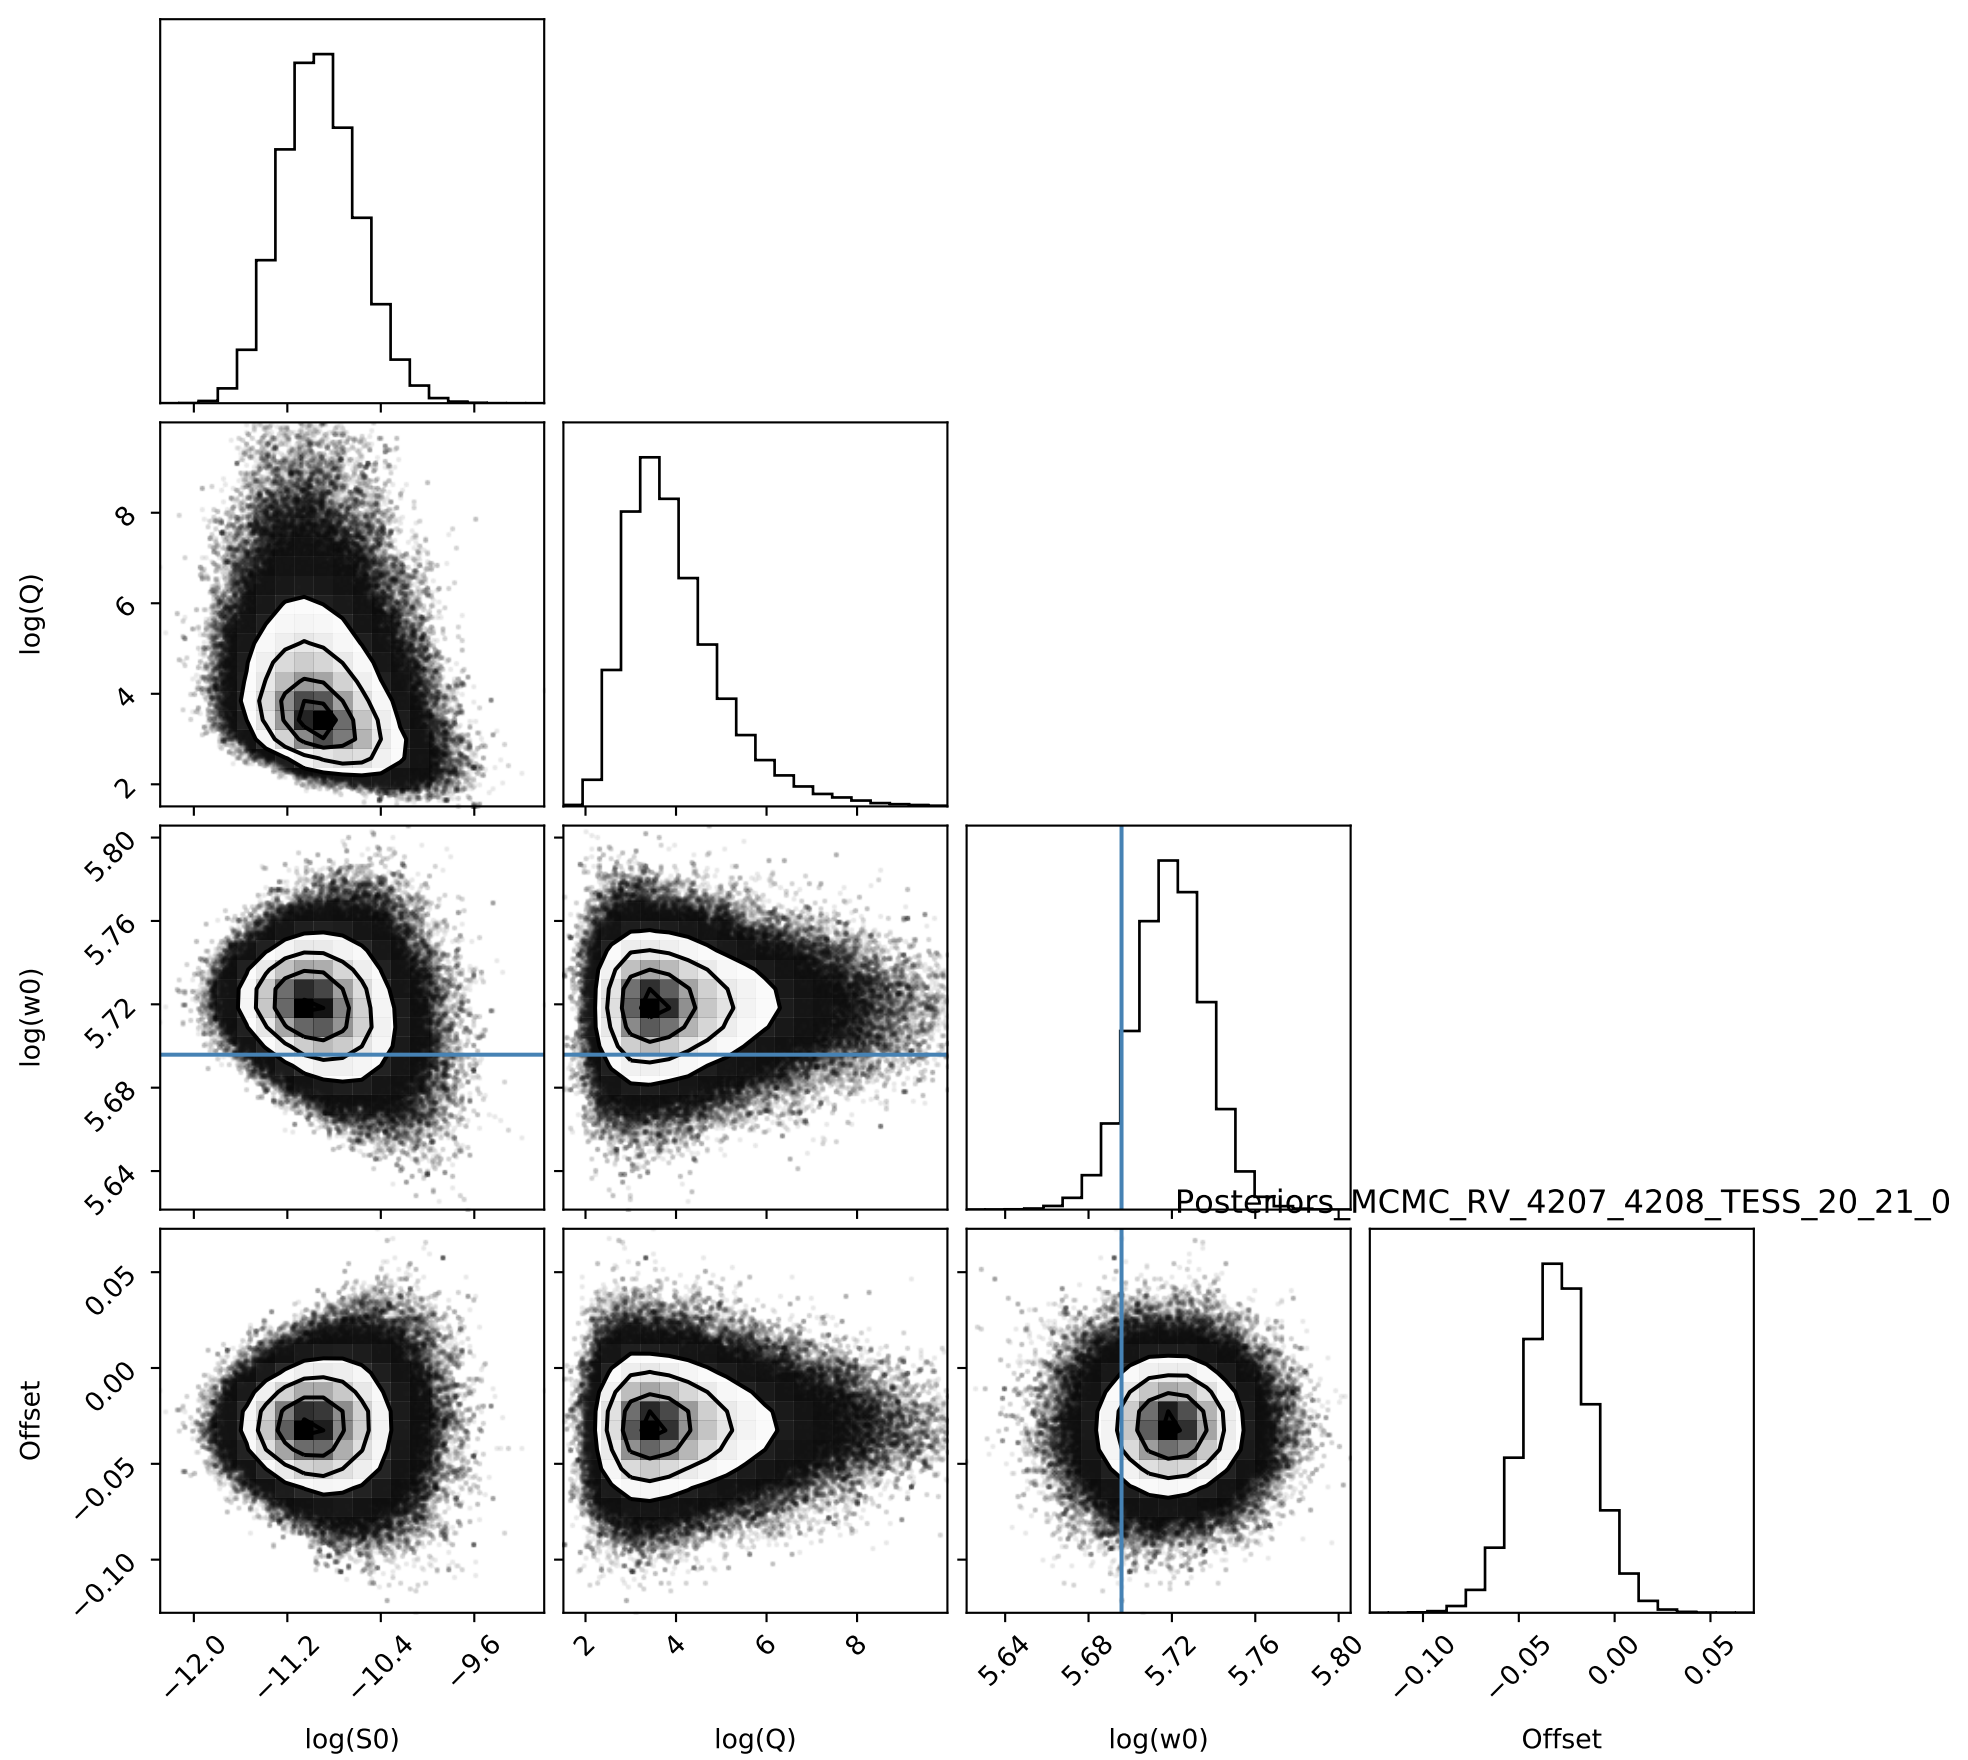 log(Q)
8
6
4
2
log(w0)
5.80
5.76
5.72
5.68
5.64
Posteriors_MCMC_RV_4207_4208_TESS_20_21_0
Offset
0.05
0.00
−0.05
−0.10
−12.0 −11.2 −10.4 −9.6 2 4 6 8 5.64 5.68 5.72 5.76 5.80 −0.10 −0.05 0.00 0.05
log(S0) log(Q) log(w0) Offset